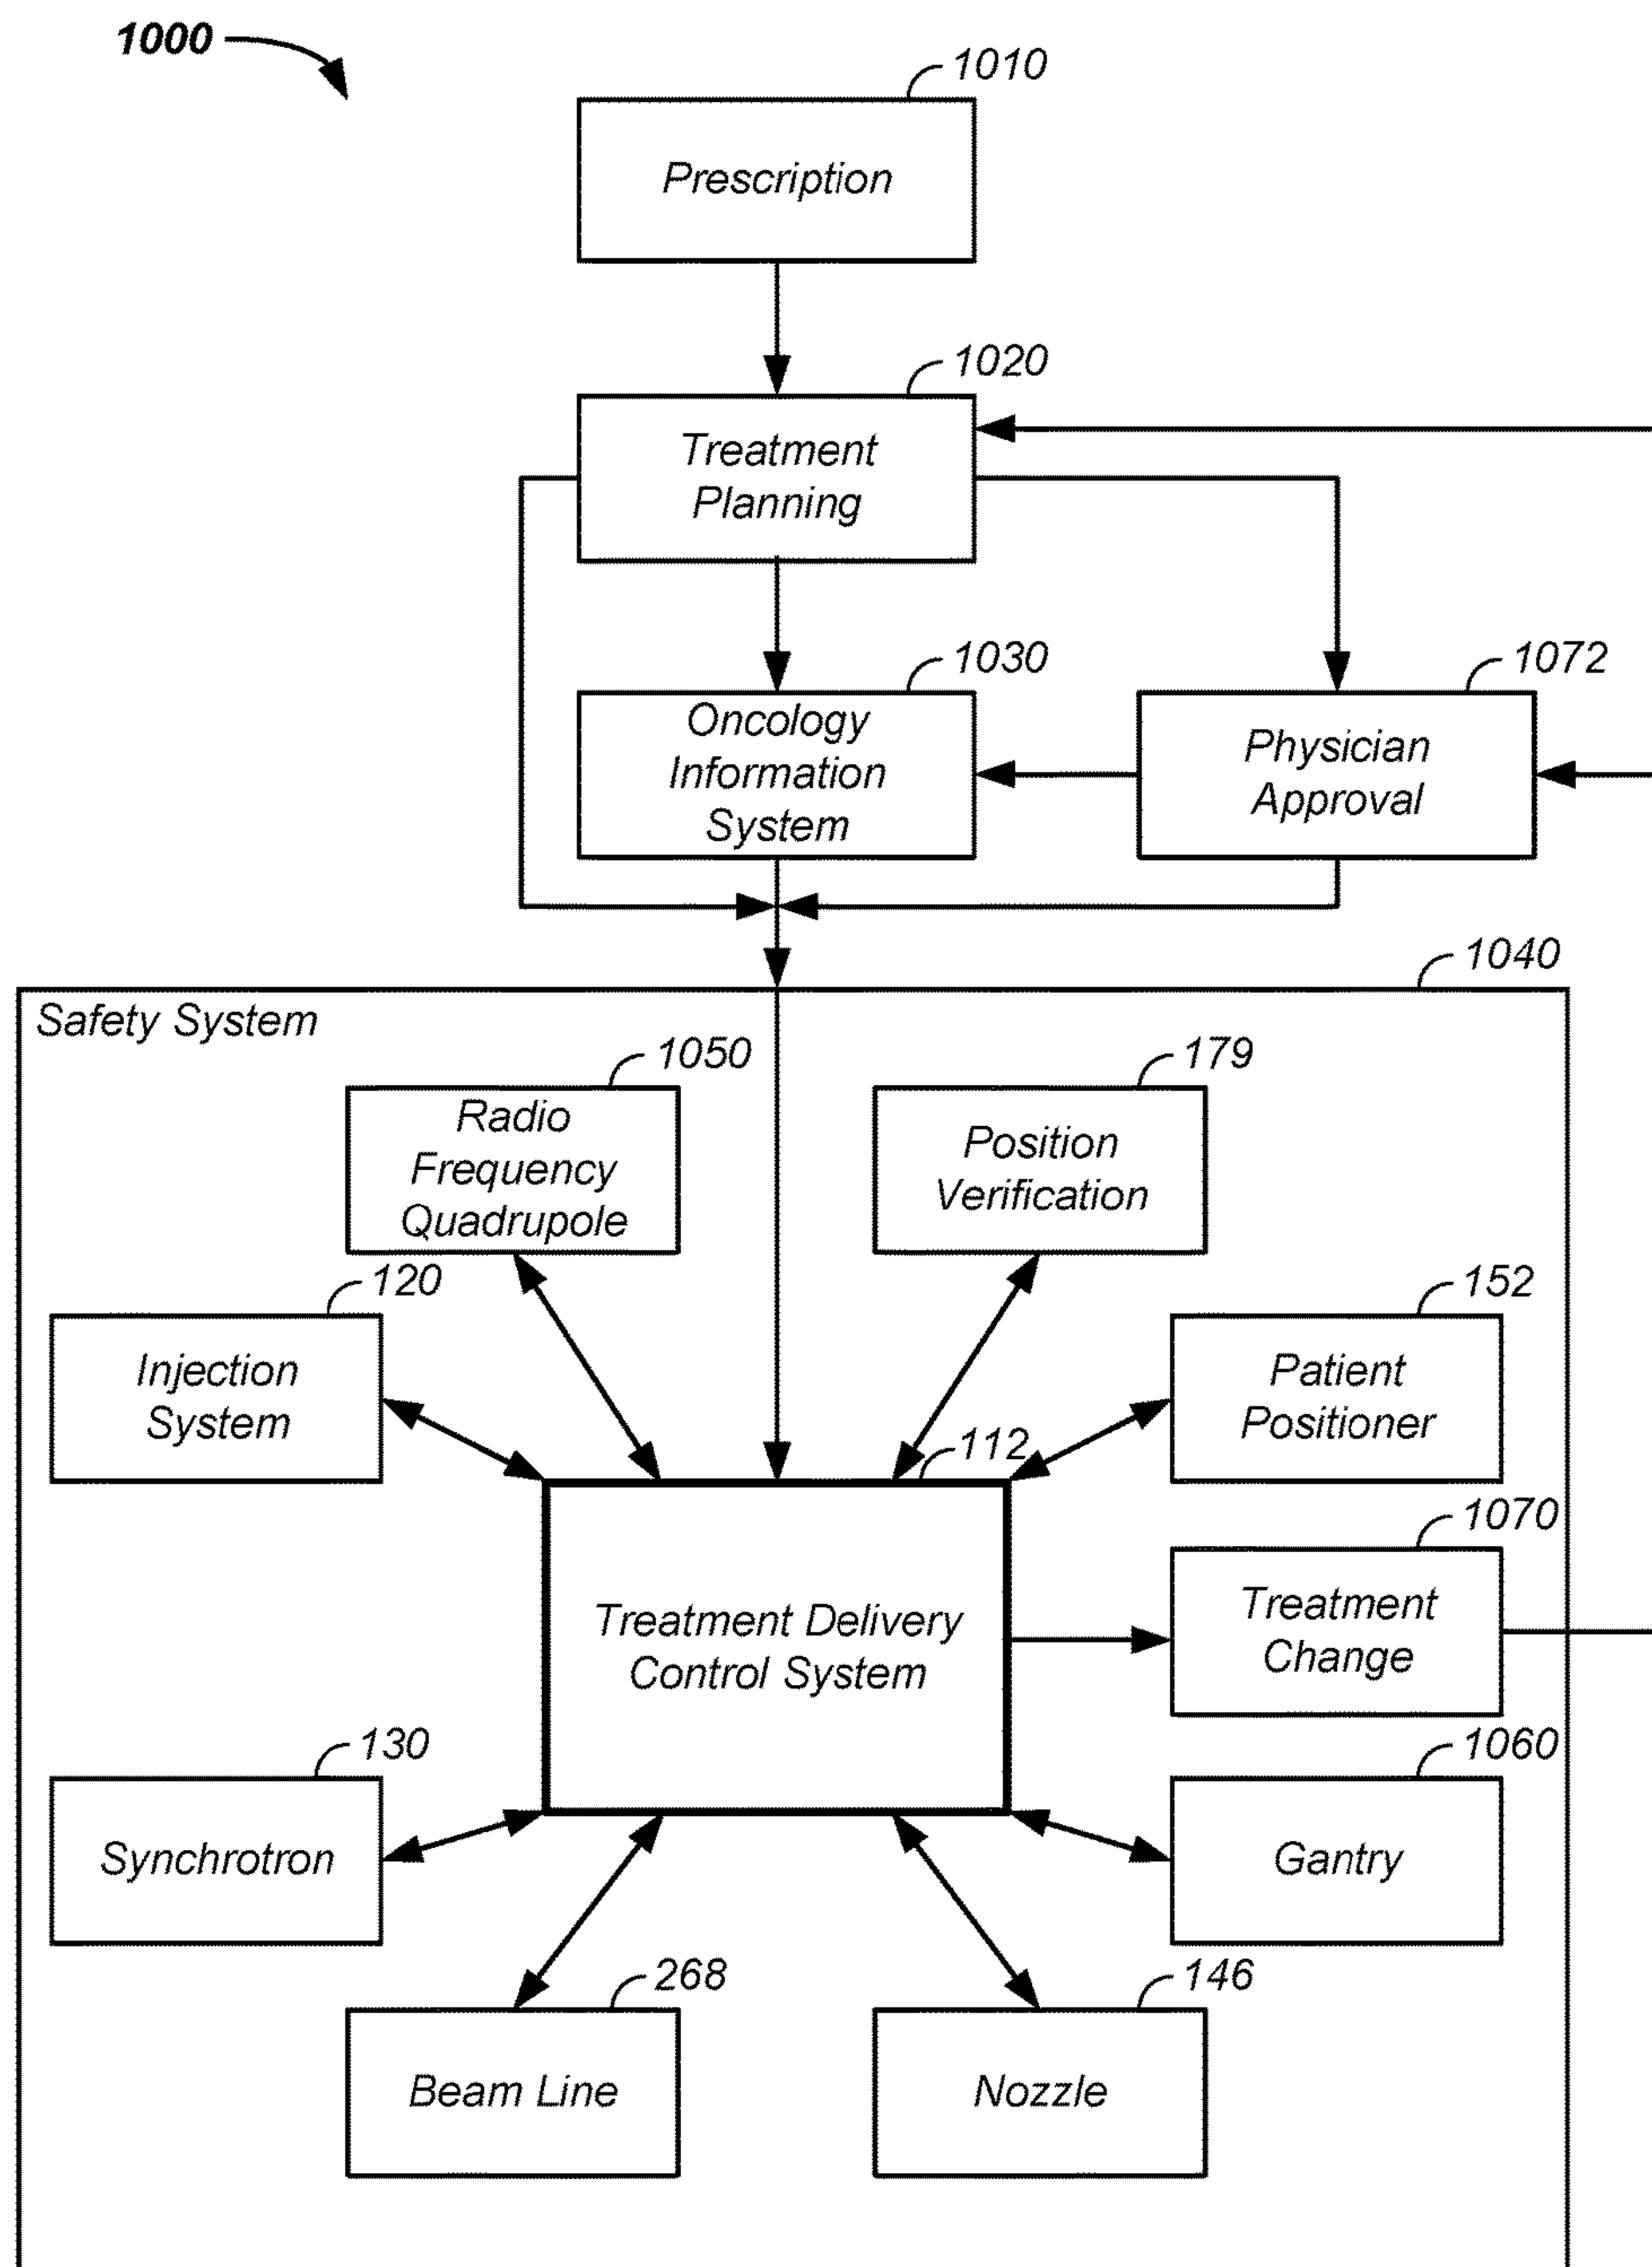 1000
1010
Prescription
1020
Treatment
Planning
1030
Oncology
Information
System
1072
Physician
Approval
1040
Safety System
1050
Radio
Frequency
Quadrupole
179
Position
Verification
120
Injection
System
152
Patient
Positioner
112
Treatment Delivery
Control System
1070
Treatment
Change
130
Synchrotron
1060
Gantry
268
Beam Line
146
Nozzle